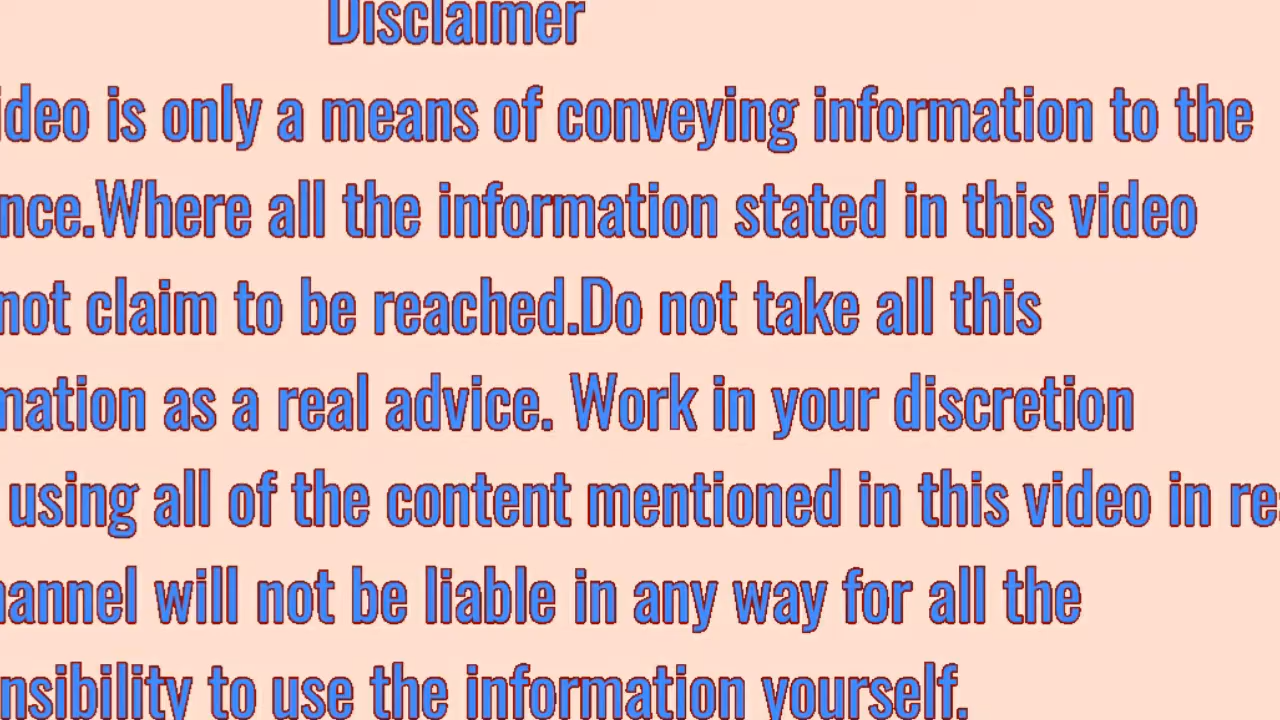 Disclaimer
ideo is only a means of conveying information to the
nce.Where all the information stated in this video
not claim to be reached.Do not take all this
mation as a real advice. Work in your discretion
using all of the content mentioned in this video in re
hannel will not be liable in any way for all the
nsibility to use the information yourself.